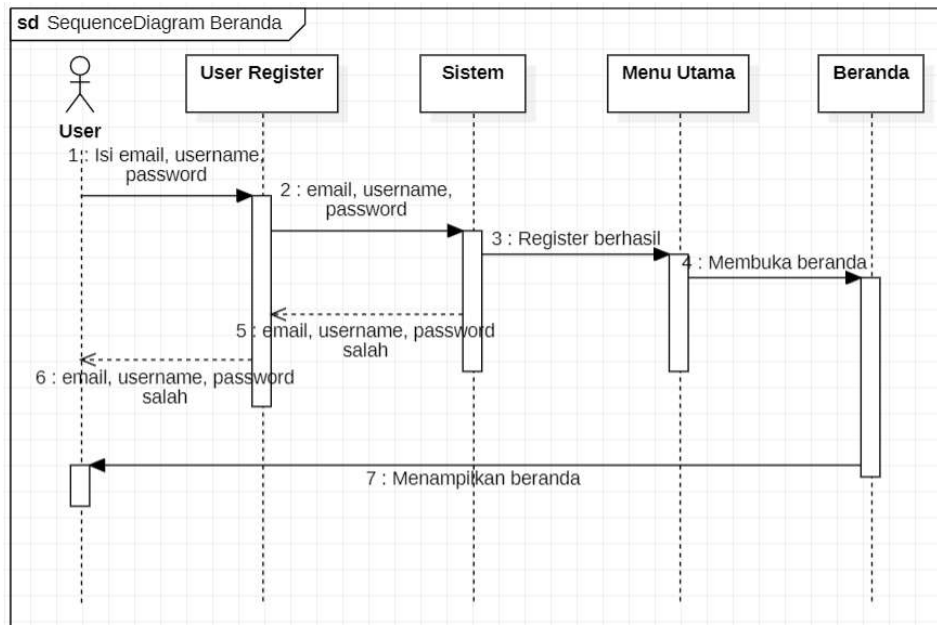 sd SequenceDiagram Beranda
User Register
Sistem
Menu Utama
Beranda
User
1 : Isi email, username,
password
2 : email, username,
password
3 : Register berhasil
4 : Membuka beranda
5 : email, username, password
salah
6 : email, username, password
salah
7 : Menampilkan beranda